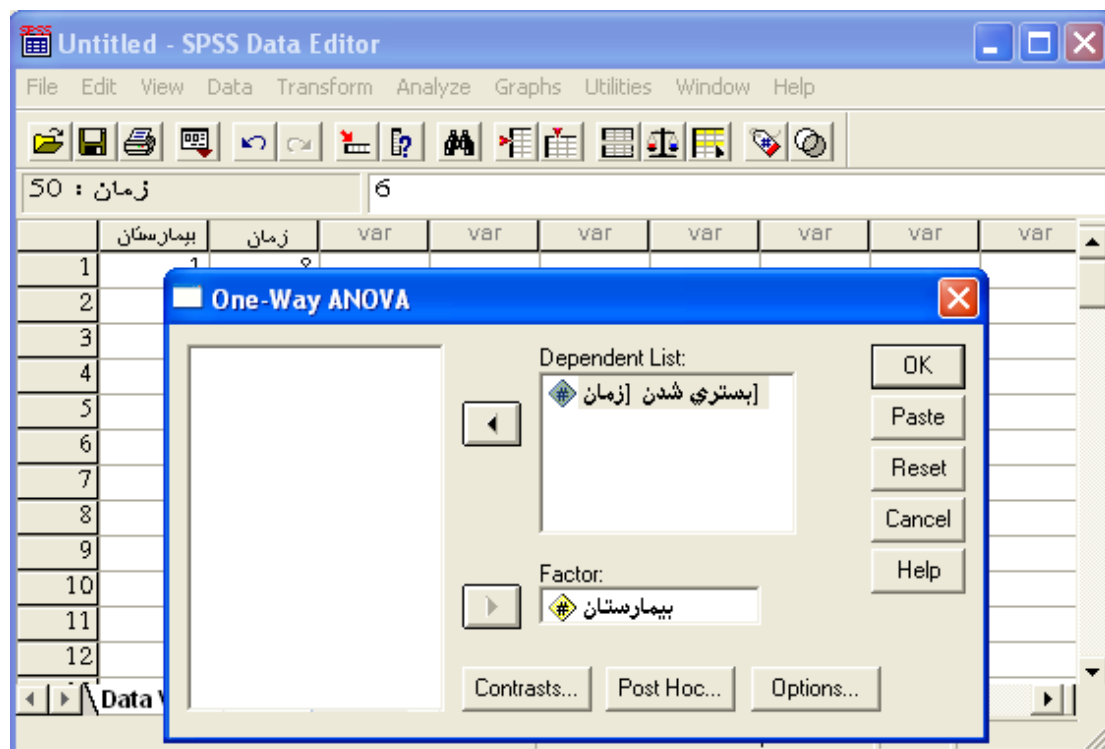 SPSS
Untitled - SPSS Data Editor
File Edit View Data Transform Analyze Graphs Utilities Window Help
50 : زمان 6
بيمارستان زمان var var var var var var var
1 1 8
2
One-Way ANOVA
3
Dependent List:
OK
4
[بستري شدن [زمان
5
Paste
6
7
Reset
8
Cancel
9
Factor:
Help
10
بيمارستان
11
12
Contrasts... Post Hoc... Options...
Data V